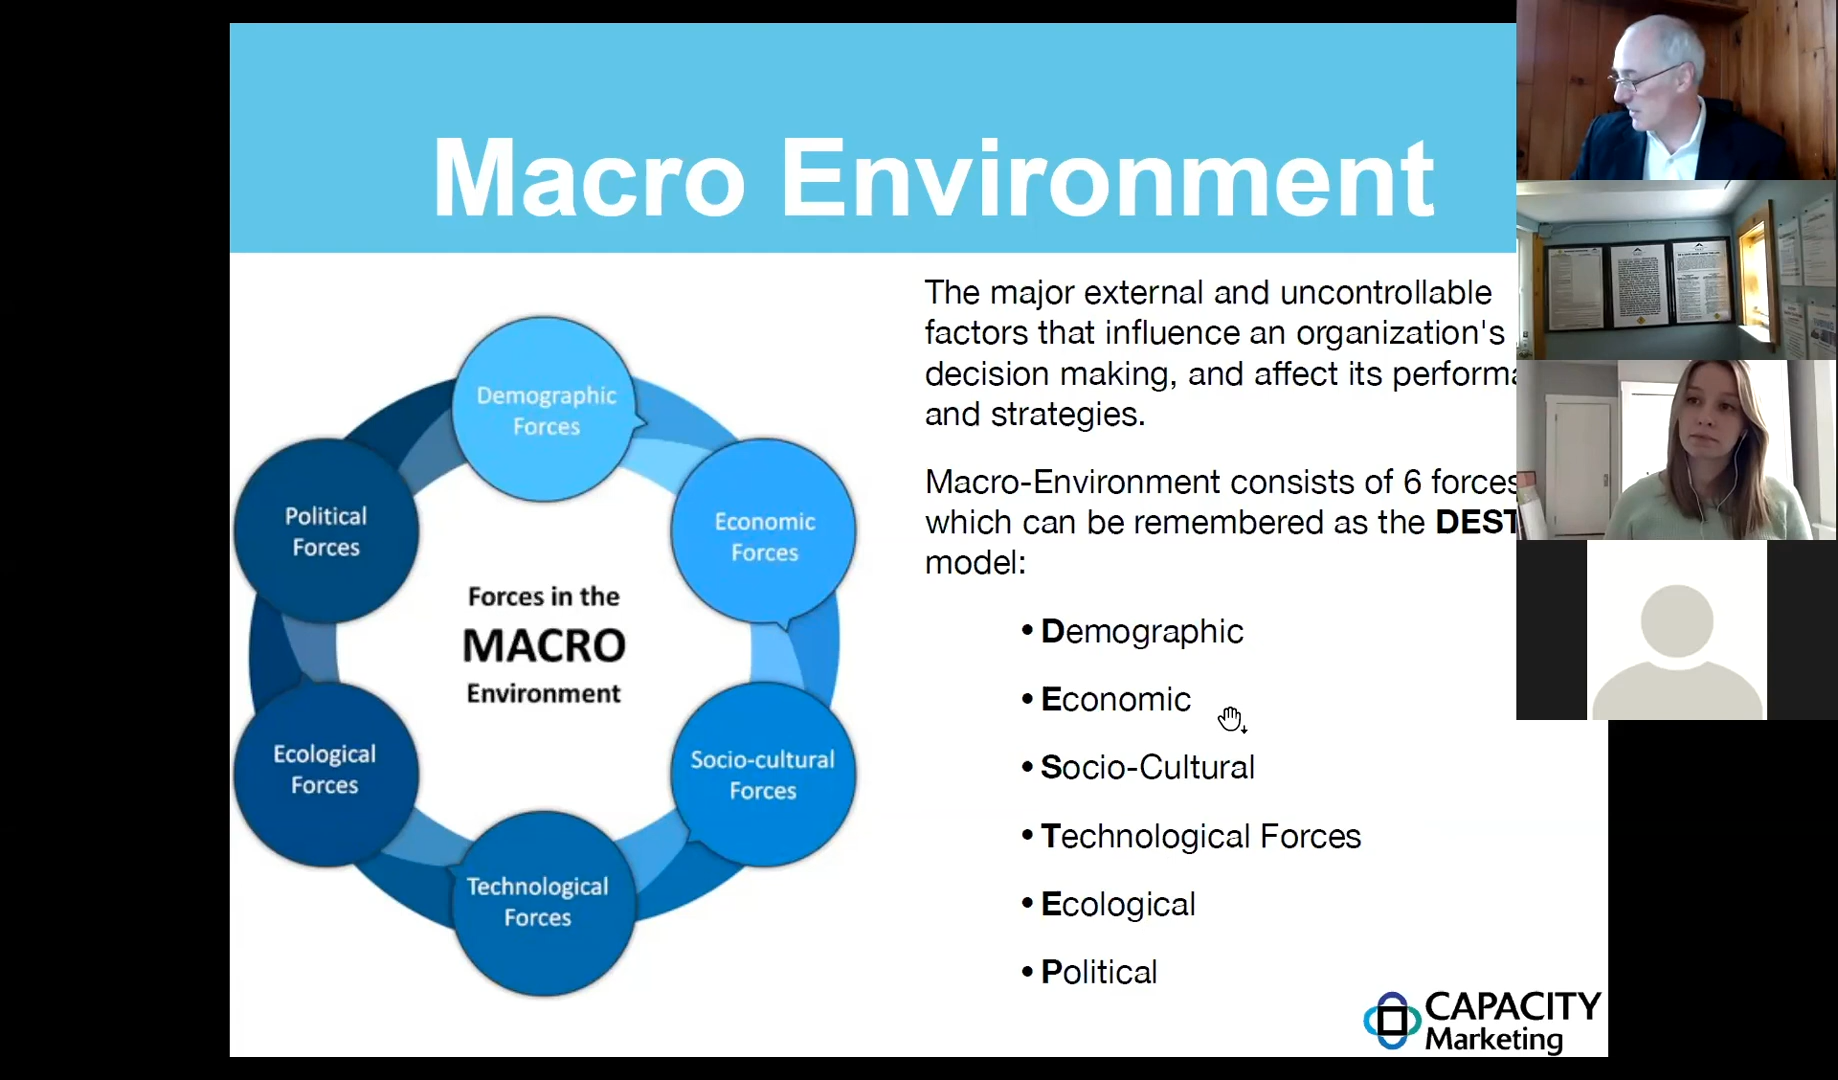 Macro Environment
The major external and uncontrollable
factors that influence an organization's
decision making, and affect its performa
and strategies.
Macro-Environment consists of 6 forces
which can be remembered as the DEST
model:
• Demographic
• Economic
• Socio-Cultural
• Technological Forces
• Ecological
• Political
Demographic
Forces
Economic
Forces
Socio-cultural
Forces
Technological
Forces
Ecological
Forces
Political
Forces
Forces in the
MACRO
Environment
CAPACITY
Marketing